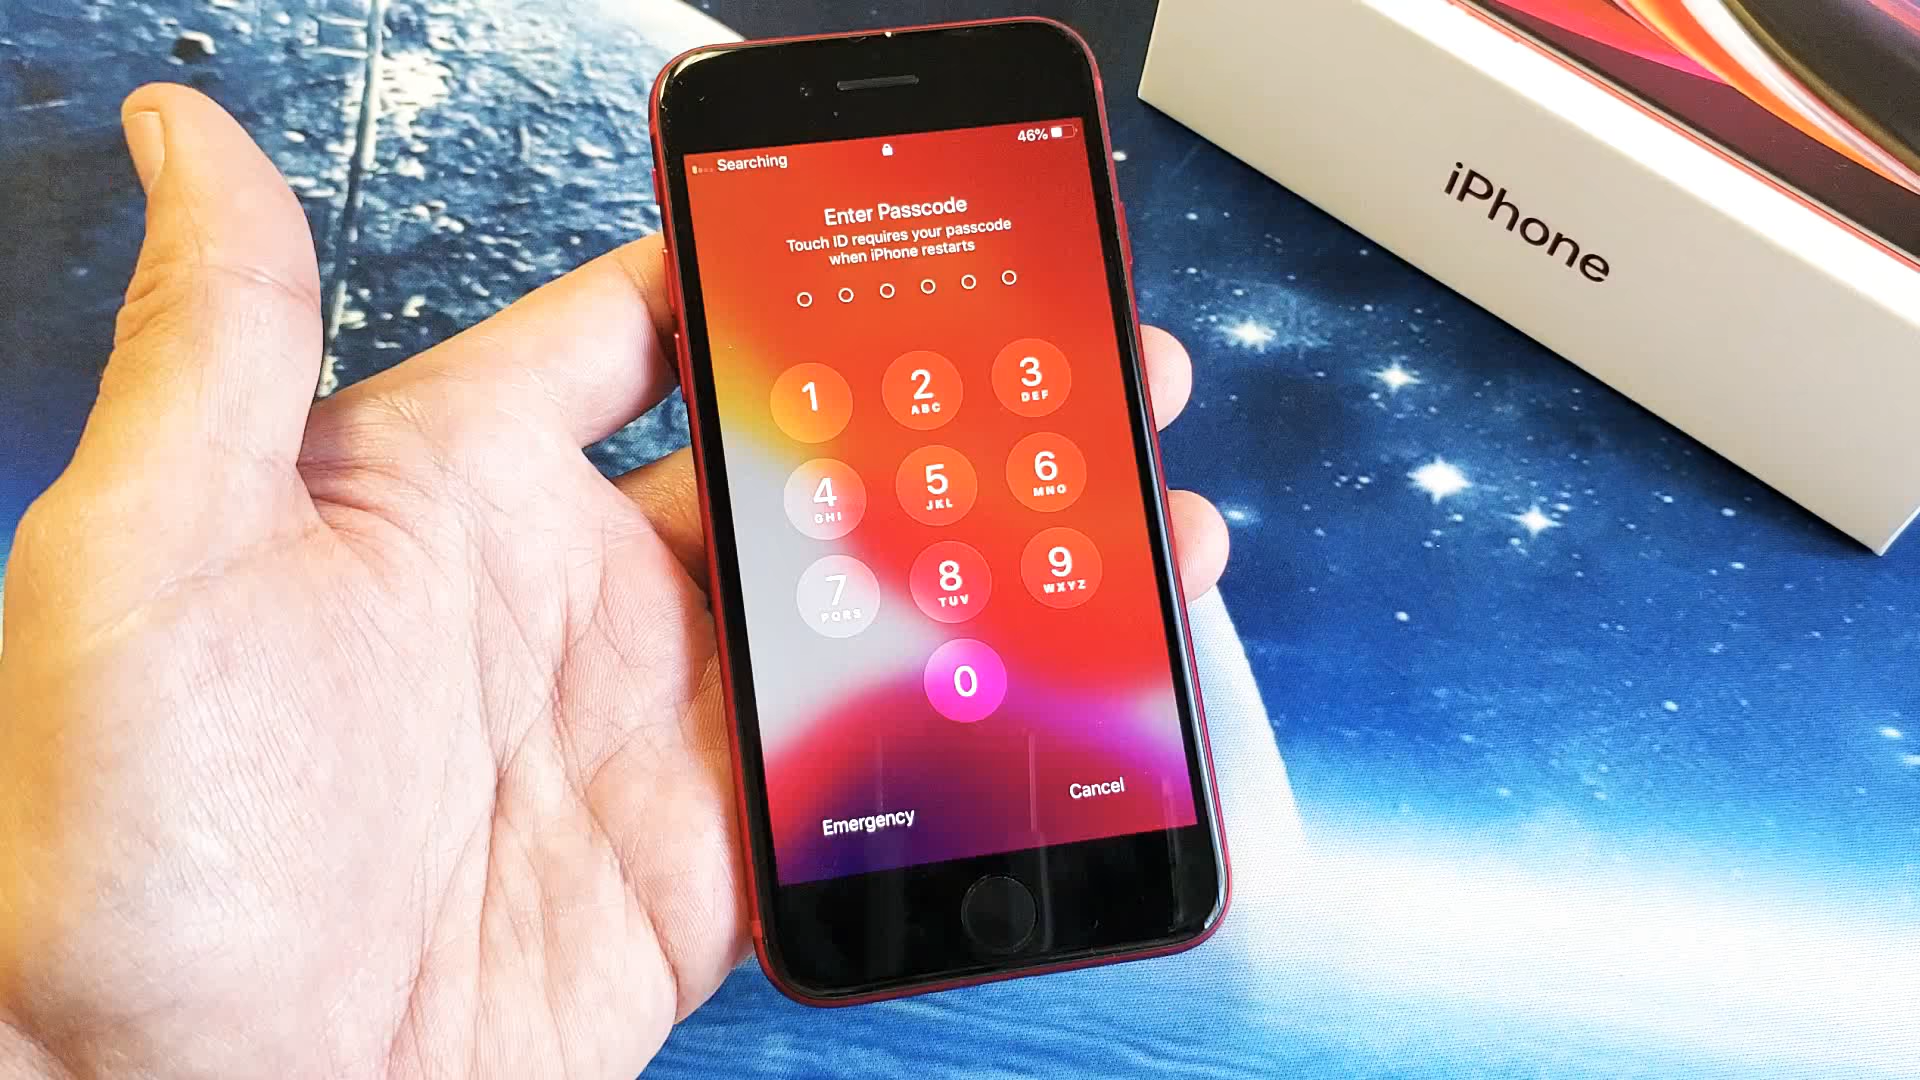 Searching
46%
Enter Passcode
Touch ID requires your passcode
when iPhone restarts
1
2
ABC
3
DEF
4
GHI
5
JKL
6
MNO
7
PQRS
8
TUV
9
WXYZ
0
Emergency
Cancel
iPhone